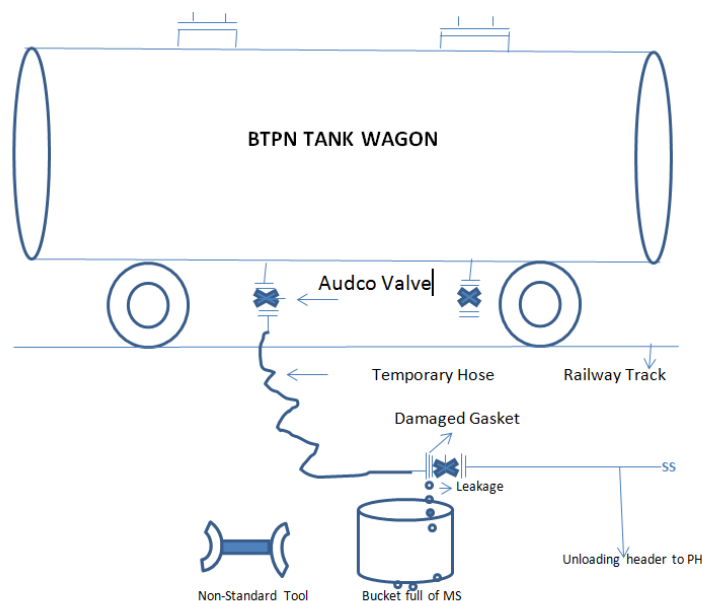 BTPN TANK WAGON
Audco Valve
Temporary Hose
Railway Track
Damaged Gasket
SS
Leakage
Unloading header to PH
Non-Standard Tool
Bucket full of MS